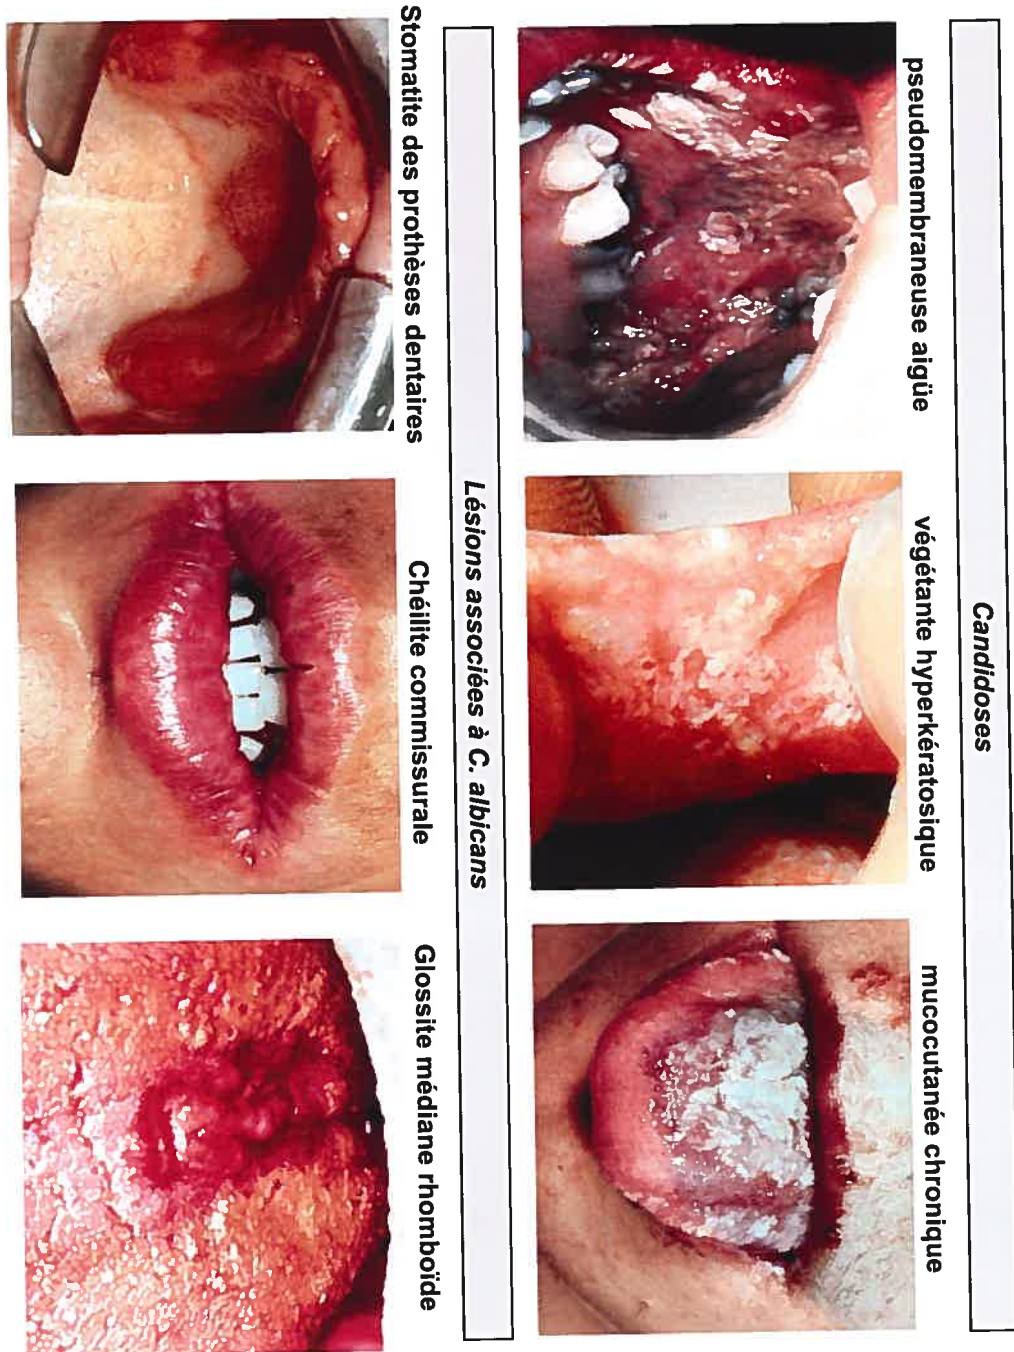 Candidoses
pseudomembraneuse aigüe
végétante hyperkératosique
mucocutanée chronique
Lésions associées à C. albicans
Stomatite des prothèses dentaires
Chéilite commissurale
Glossite médiane rhomboïde